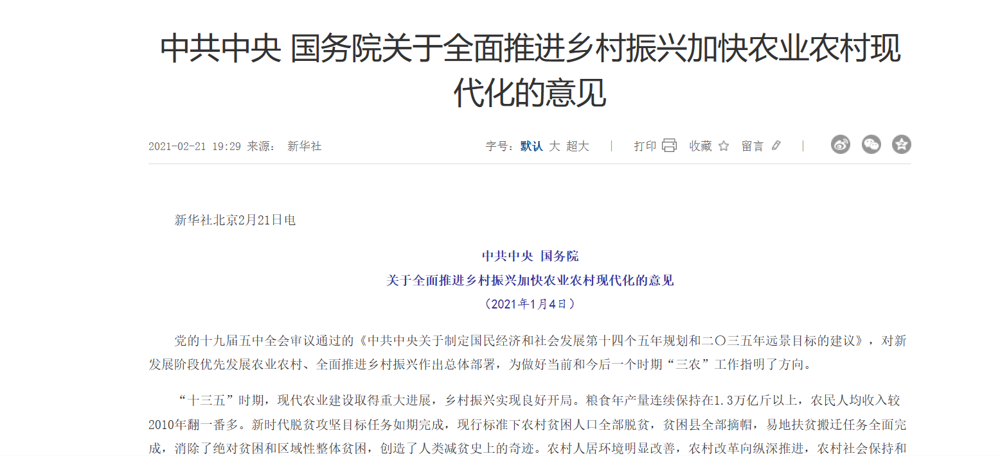 中共中央 国务院关于全面推进乡村振兴加快农业农村现
代化的意见
2021-02-21 19:29 来源： 新华社 字号：默认 大 超大 | 打印 收藏 留言 |
新华社北京2月21日电
中共中央 国务院
关于全面推进乡村振兴加快农业农村现代化的意见
（2021年1月4日）
党的十九届五中全会审议通过的《中共中央关于制定国民经济和社会发展第十四个五年规划和二〇三五年远景目标的建议》，对新
发展阶段优先发展农业农村、全面推进乡村振兴作出总体部署，为做好当前和今后一个时期“三农”工作指明了方向。
“十三五”时期，现代农业建设取得重大进展，乡村振兴实现良好开局。粮食年产量连续保持在1.3万亿斤以上，农民人均收入较
2010年翻一番多。新时代脱贫攻坚目标任务如期完成，现行标准下农村贫困人口全部脱贫，贫困县全部摘帽，易地扶贫搬迁任务全面完
成，消除了绝对贫困和区域性整体贫困，创造了人类减贫史上的奇迹。农村人居环境明显改善，农村改革向纵深推进，农村社会保持和